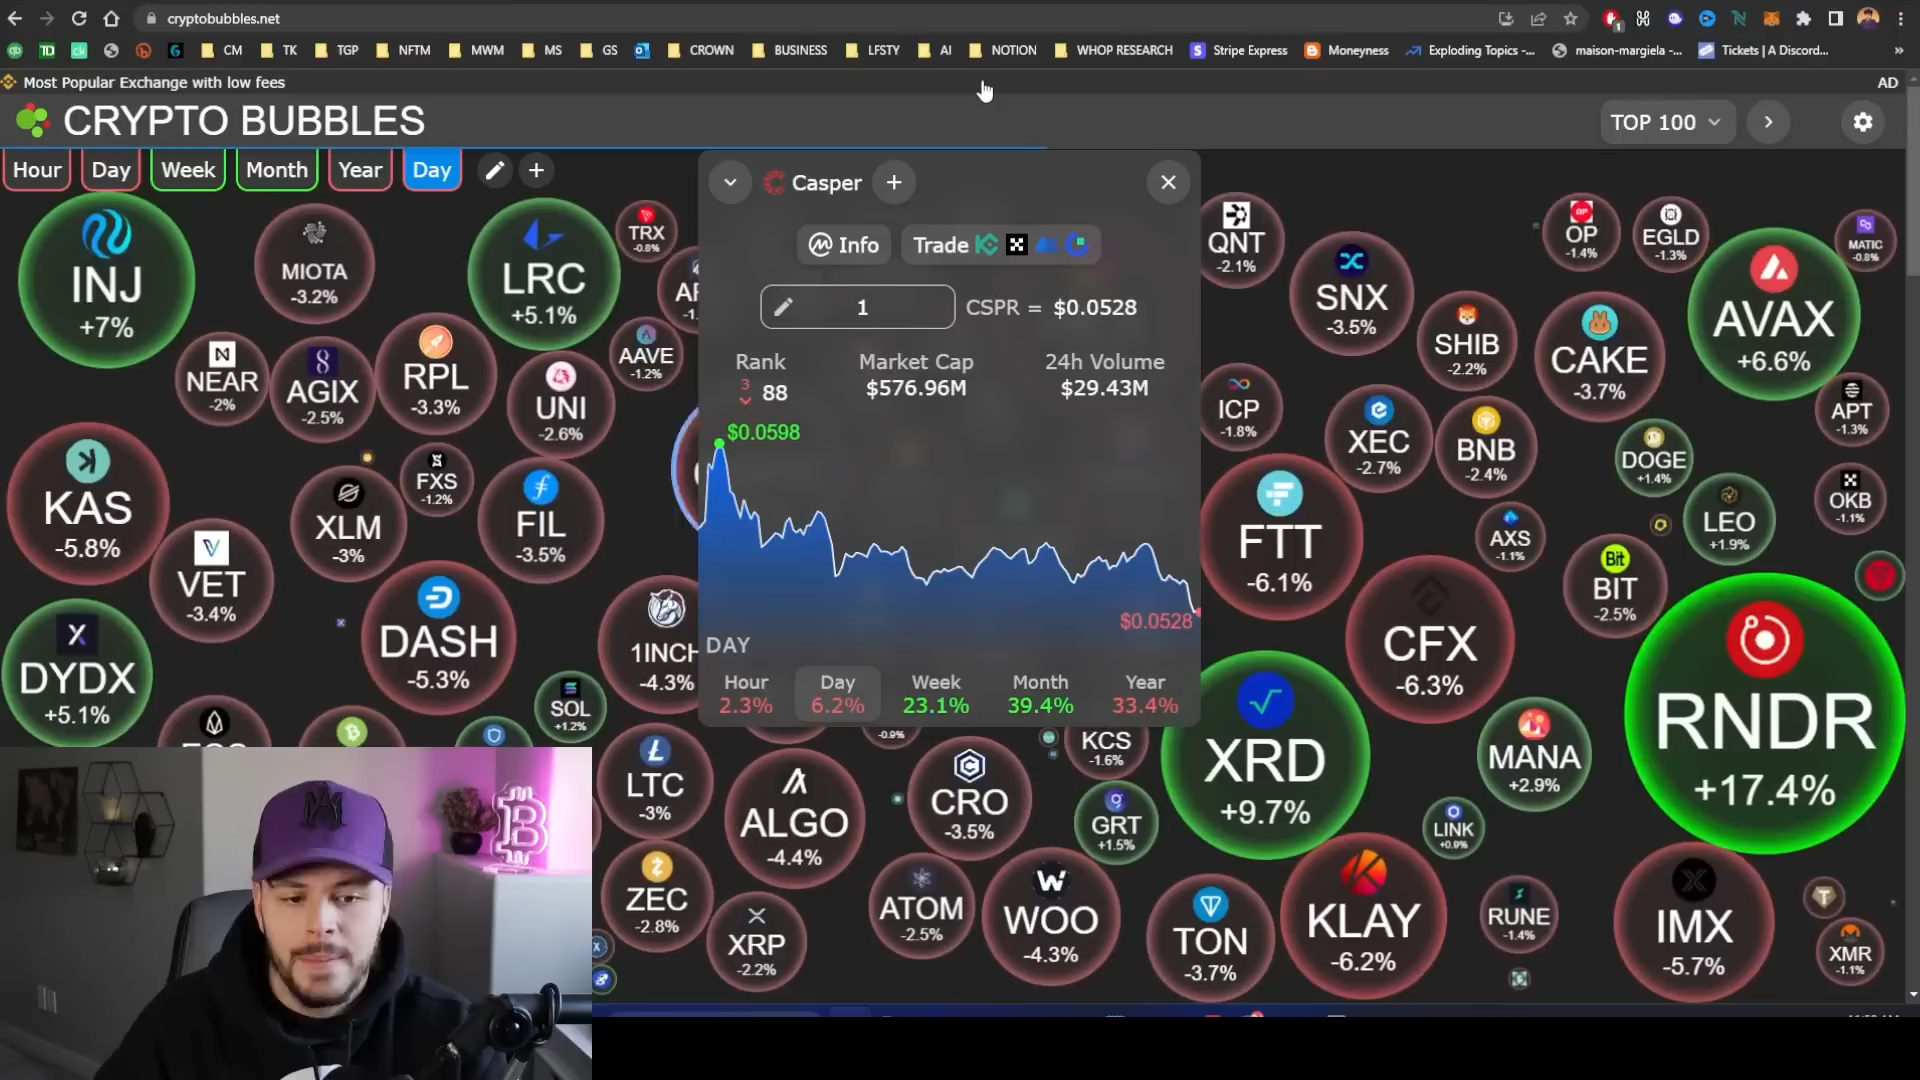 cryptobubbles.net
CM TK TGP NFTM MWM MS GS CROWN BUSINESS LFSTY AI NOTION WHOP RESEARCH Stripe Express Moneyness Exploding Topics -... maison-margiela -... Tickets | A Discord... »
Most Popular Exchange with low fees AD
CRYPTO BUBBLES TOP 100
Hour Day Week Month Year Day
Casper
Info
Trade
1 CSPR = $0.0528
Rank Market Cap 24h Volume
3 88 $576.96M $29.43M
$0.0598
$0.0528
DAY
Hour Day Week Month Year
2.3% 6.2% 23.1% 39.4% 33.4%
INJ
+7%
MIOTA
-3.2%
LRC
+5.1%
TRX
-0.8%
NEAR
-2%
AGIX
-2.5%
RPL
-3.3%
UNI
-2.6%
AAVE
-1.2%
KAS
-5.8%
XLM
-3%
FXS
-1.2%
FIL
-3.5%
VET
-3.4%
DYDX
+5.1%
DASH
-5.3%
1INCH
-4.3%
SOL
+1.2%
QNT
-2.1%
SNX
-3.5%
OP
-1.4%
EGLD
-1.3%
MATIC
-0.8%
SHIB
-2.2%
CAKE
-3.7%
AVAX
+6.6%
ICP
-1.8%
XEC
-2.7%
BNB
-2.4%
DOGE
+1.4%
APT
-1.3%
FTT
-6.1%
AXS
-1.1%
LEO
+1.9%
OKB
-1.1%
Bit
BIT
-2.5%
CFX
-6.3%
RNDR
+17.4%
XRD
+9.7%
MANA
+2.9%
-0.9%
KCS
-1.6%
LTC
-3%
ALGO
-4.4%
CRO
-3.5%
GRT
+1.5%
LINK
+0.9%
ZEC
-2.8%
XRP
-2.2%
ATOM
-2.5%
WOO
-4.3%
TON
-3.7%
KLAY
-6.2%
RUNE
-1.4%
IMX
-5.7%
XMR
-1.1%